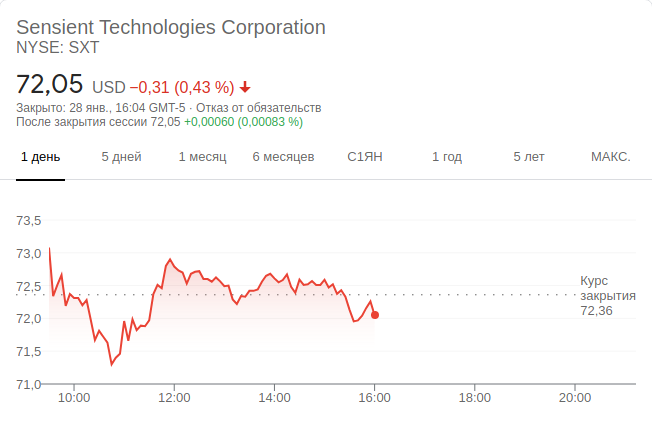 Sensient Technologies Corporation
NYSE: SXT
72,05 USD −0,31 (0,43 %)
Закрыто: 28 янв., 16:04 GMT-5 · Отказ от обязательств
После закрытия сессии 72,05 +0,00060 (0,00083 %)
1 день 5 дней 1 месяц 6 месяцев С1ЯН 1 год 5 лет МАКС.
73,5
73,0
72,5
72,0
71,5
71,0
Курс
закрытия
72,36
10:00 12:00 14:00 16:00 18:00 20:00